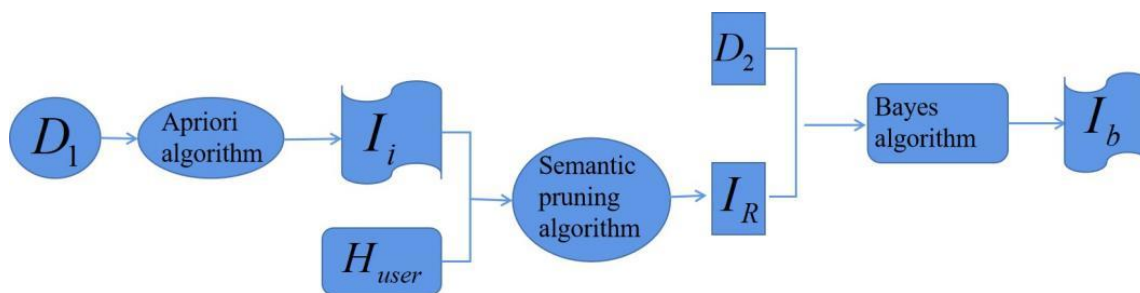 D1
Apriori
algorithm
Ii
Huser
Semantic
pruning
algorithm
D2
IR
Bayes
algorithm
Ib